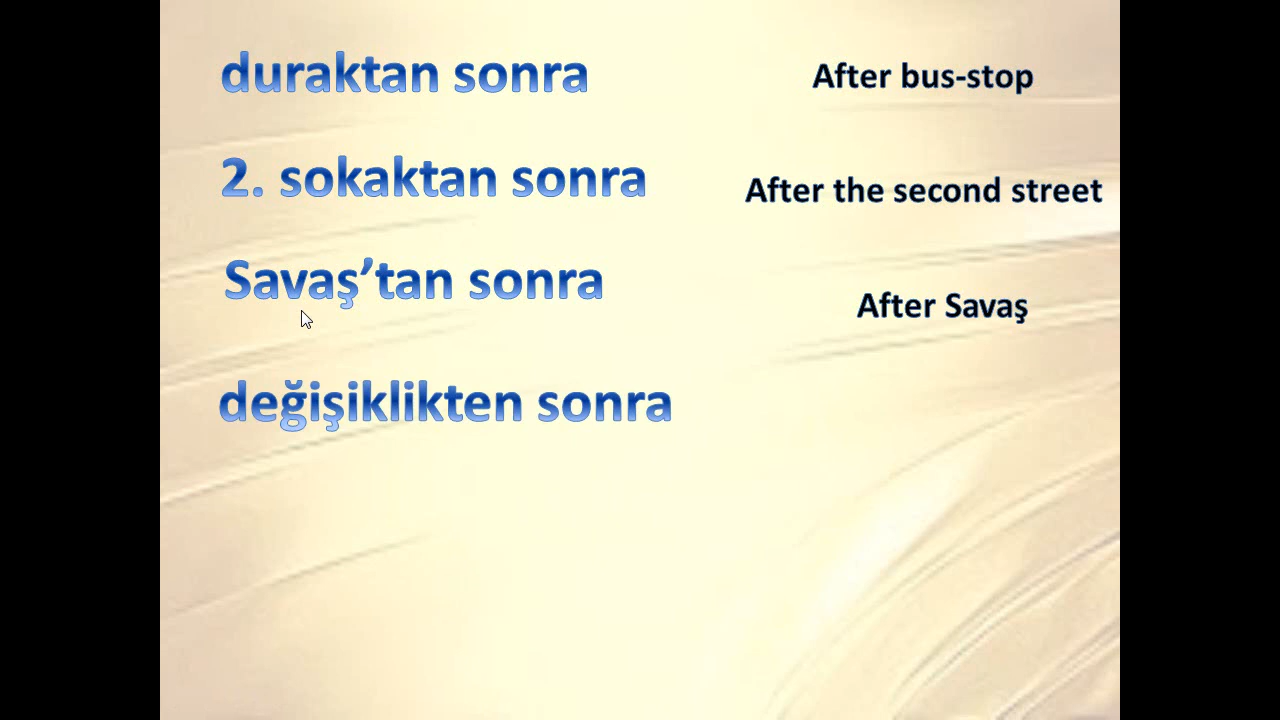 duraktan sonra
After bus-stop
2. sokaktan sonra
After the second street
Savaş’tan sonra
After Savaş
değişiklikten sonra